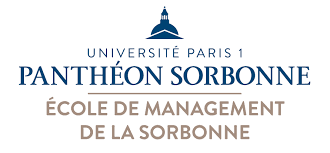 UNIVERSITÉ PARIS 1
PANTHÉON SORBONNE
ÉCOLE DE MANAGEMENT
DE LA SORBONNE